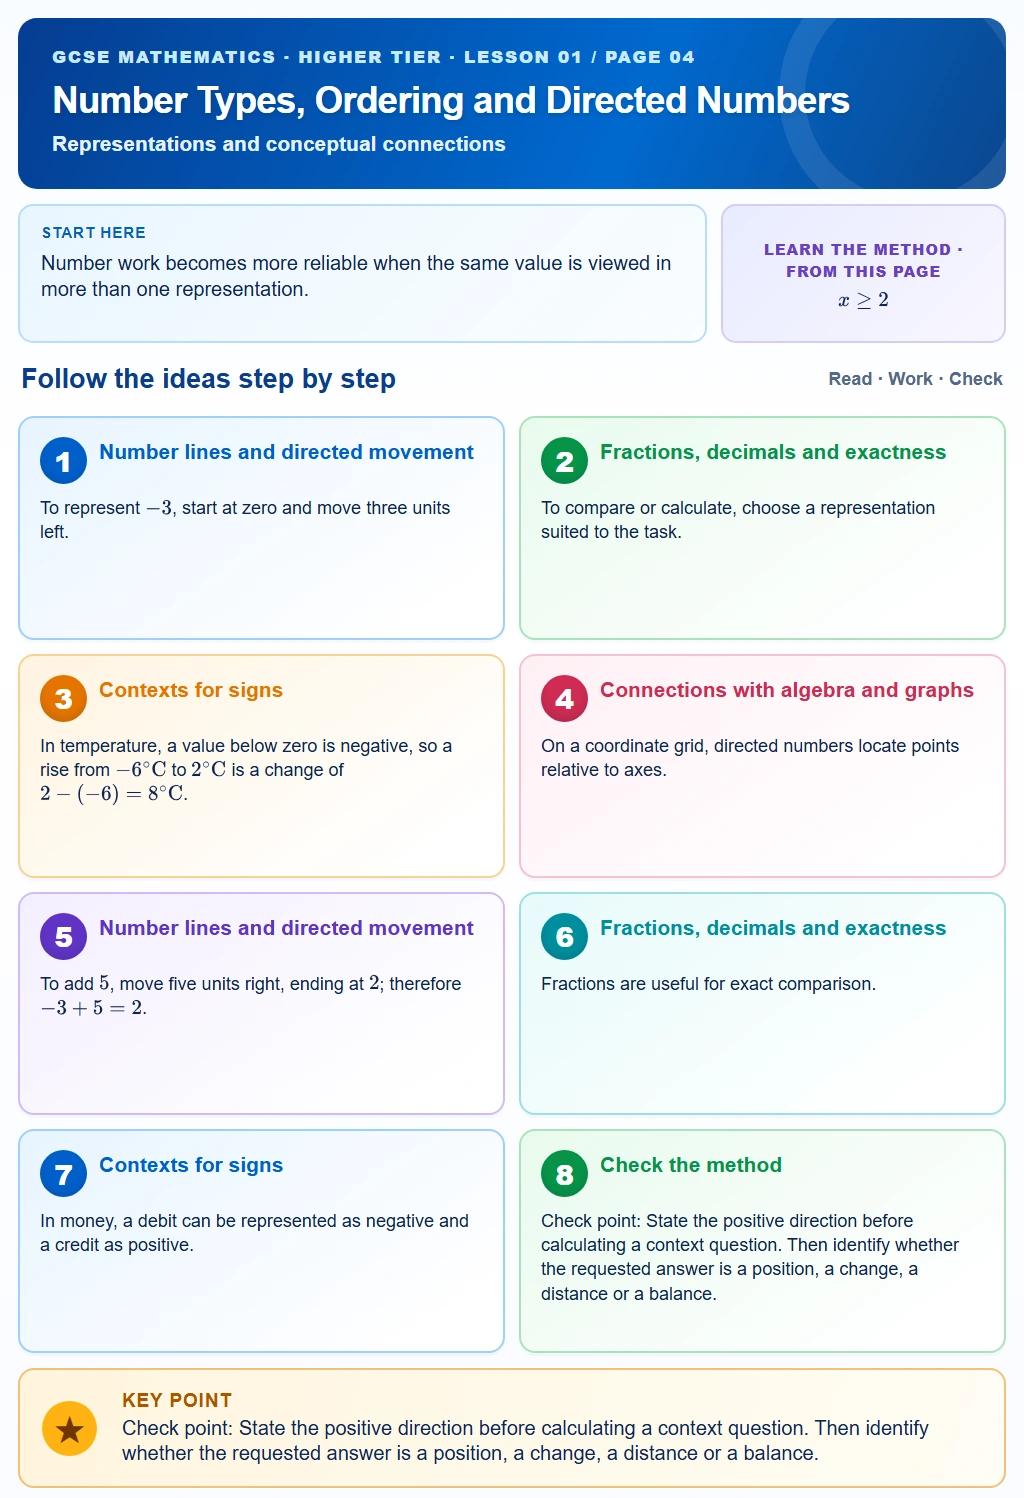 GCSE MATHEMATICS · HIGHER TIER · LESSON 01 / PAGE 04
Number Types, Ordering and Directed Numbers
Representations and conceptual connections
START HERE
Number work becomes more reliable when the same value is viewed in
more than one representation.
LEARN THE METHOD ·
FROM THIS PAGE
x ≥ 2
Follow the ideas step by step
Read · Work · Check
1 Number lines and directed movement
To represent −3, start at zero and move three units
left.
2 Fractions, decimals and exactness
To compare or calculate, choose a representation
suited to the task.
3 Contexts for signs
In temperature, a value below zero is negative, so a
rise from −6°C to 2°C is a change of
2 − (−6) = 8°C.
4 Connections with algebra and graphs
On a coordinate grid, directed numbers locate points
relative to axes.
5 Number lines and directed movement
To add 5, move five units right, ending at 2; therefore
−3 + 5 = 2.
6 Fractions, decimals and exactness
Fractions are useful for exact comparison.
7 Contexts for signs
In money, a debit can be represented as negative and
a credit as positive.
8 Check the method
Check point: State the positive direction before
calculating a context question. Then identify whether
the requested answer is a position, a change, a
distance or a balance.
KEY POINT
Check point: State the positive direction before calculating a context question. Then identify
whether the requested answer is a position, a change, a distance or a balance.